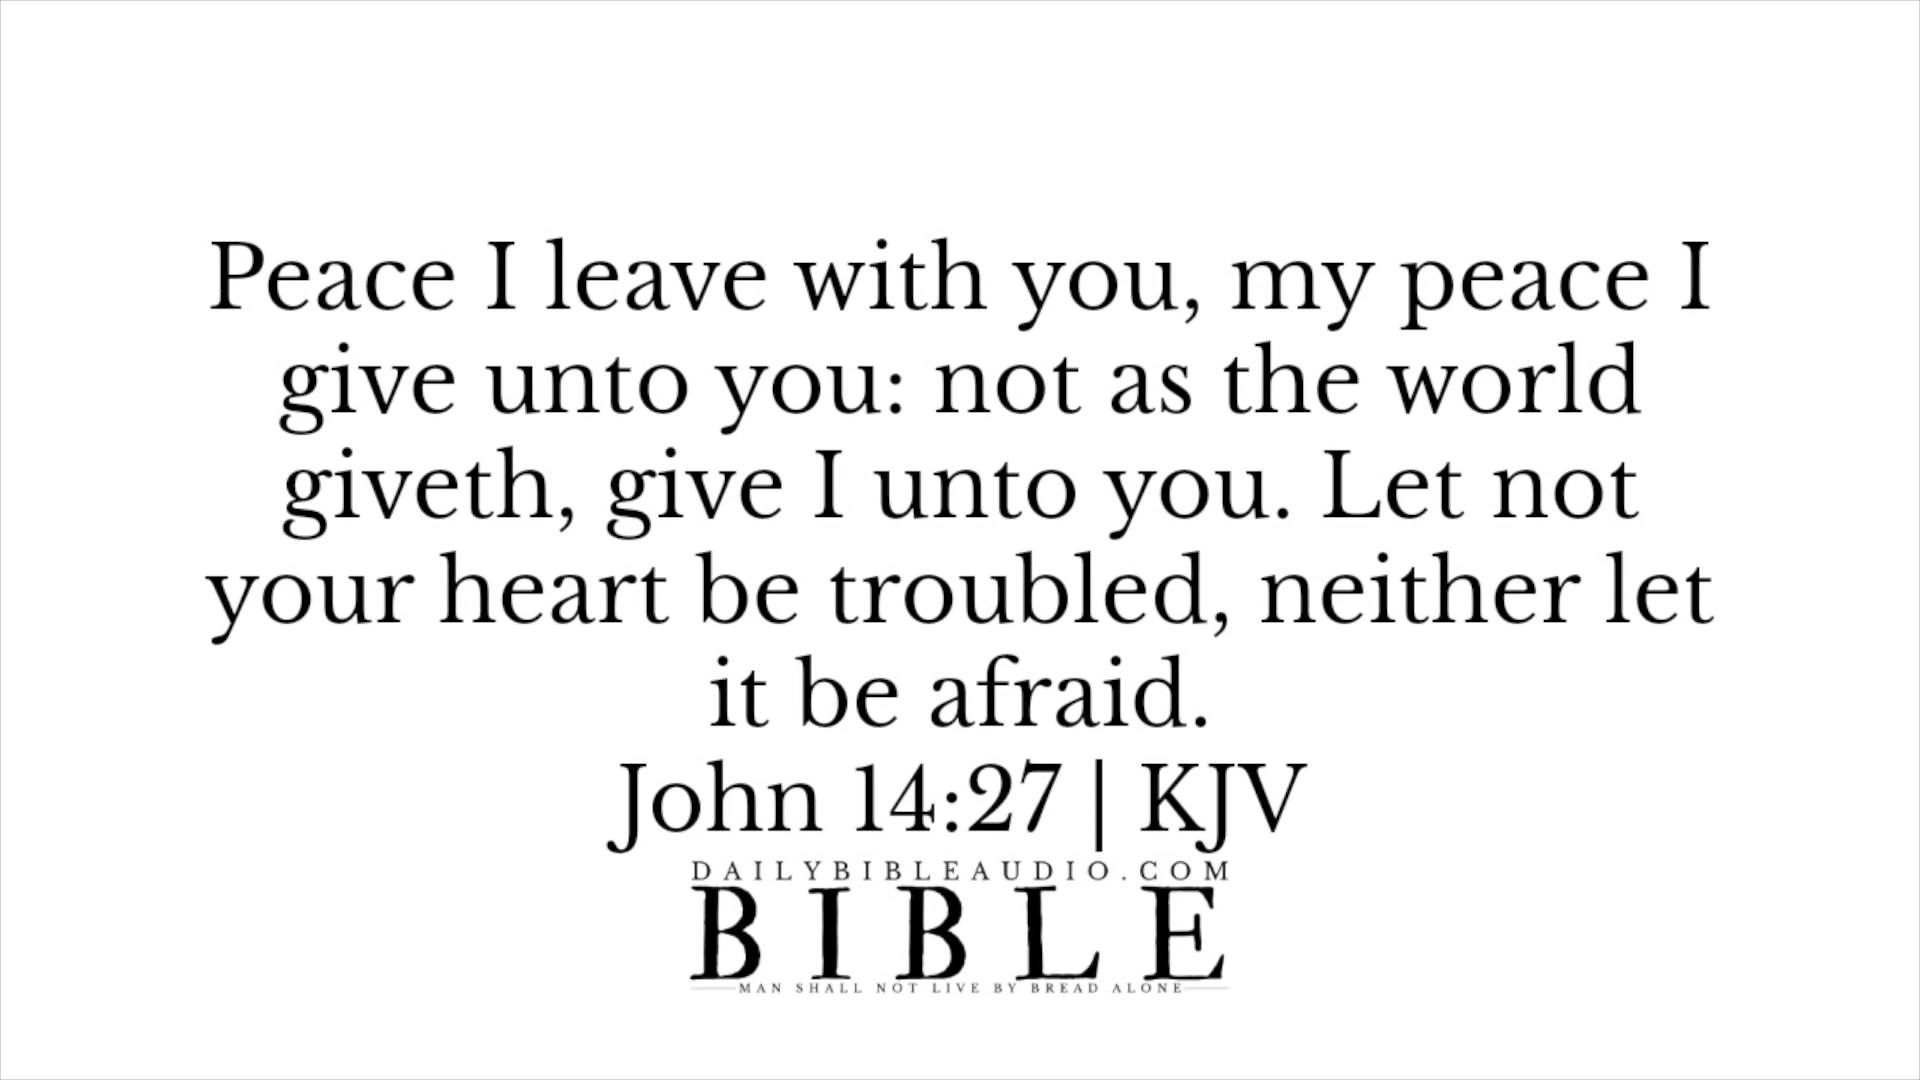 Peace I leave with you, my peace I
give unto you: not as the world
giveth, give I unto you. Let not
your heart be troubled, neither let
it be afraid.
John 14:27 | KJV
DAILYBIBLEAUDIO.COM
BIBLE
MAN SHALL NOT LIVE BY BREAD ALONE